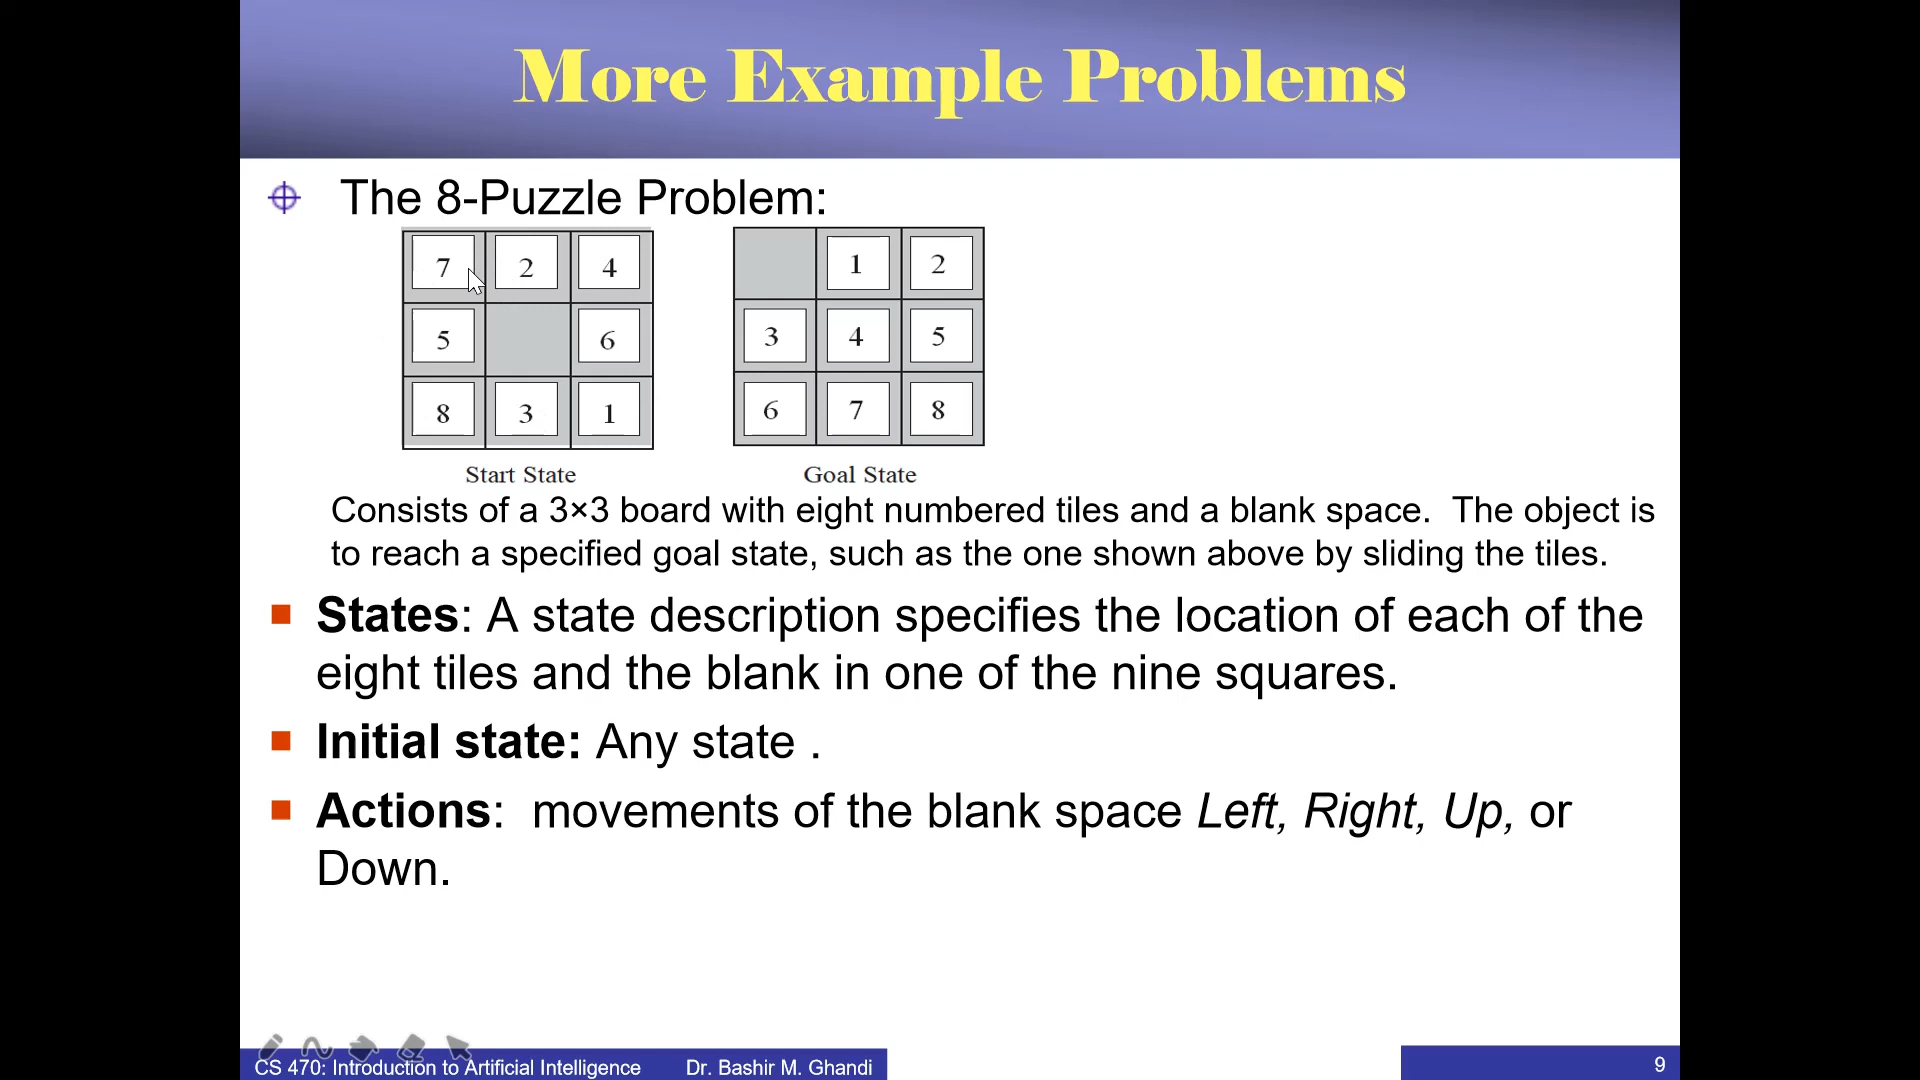 More Example Problems
The 8-Puzzle Problem:
7 2 4
5 6
8 3 1
Start State
1 2
3 4 5
6 7 8
Goal State
Consists of a 3×3 board with eight numbered tiles and a blank space. The object is
to reach a specified goal state, such as the one shown above by sliding the tiles.
States: A state description specifies the location of each of the
eight tiles and the blank in one of the nine squares.
Initial state: Any state .
Actions: movements of the blank space Left, Right, Up, or
Down.
CS 470: Introduction to Artificial Intelligence Dr. Bashir M. Ghandi
9